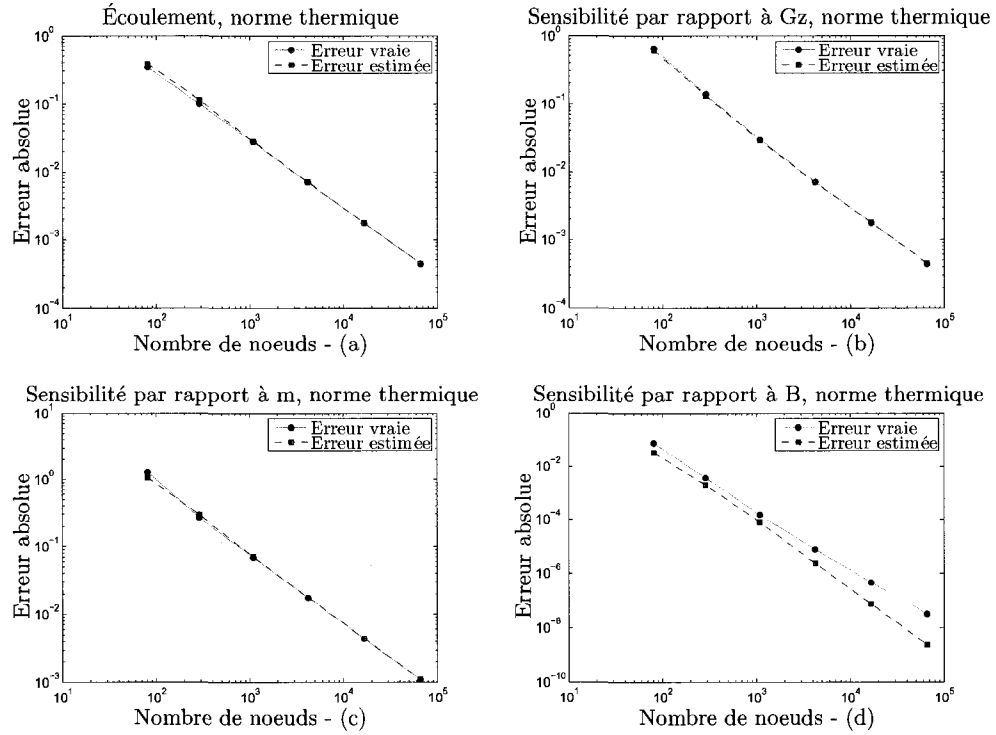 Écoulement, norme thermique
Erreur vraie
Erreur estimée
10^0
10^-1
10^-2
10^-3
10^-4
Erreur absolue
10^1 10^2 10^3 10^4 10^5
Nombre de noeuds - (a)
Sensibilité par rapport à Gz, norme thermique
Erreur vraie
Erreur estimée
10^0
10^-1
10^-2
10^-3
10^-4
Erreur absolue
10^1 10^2 10^3 10^4 10^5
Nombre de noeuds - (b)
Sensibilité par rapport à m, norme thermique
Erreur vraie
Erreur estimée
10^1
10^0
10^-1
10^-2
10^-3
Erreur absolue
10^1 10^2 10^3 10^4 10^5
Nombre de noeuds - (c)
Sensibilité par rapport à B, norme thermique
Erreur vraie
Erreur estimée
10^0
10^-2
10^-4
10^-6
10^-8
10^-10
Erreur absolue
10^1 10^2 10^3 10^4 10^5
Nombre de noeuds - (d)